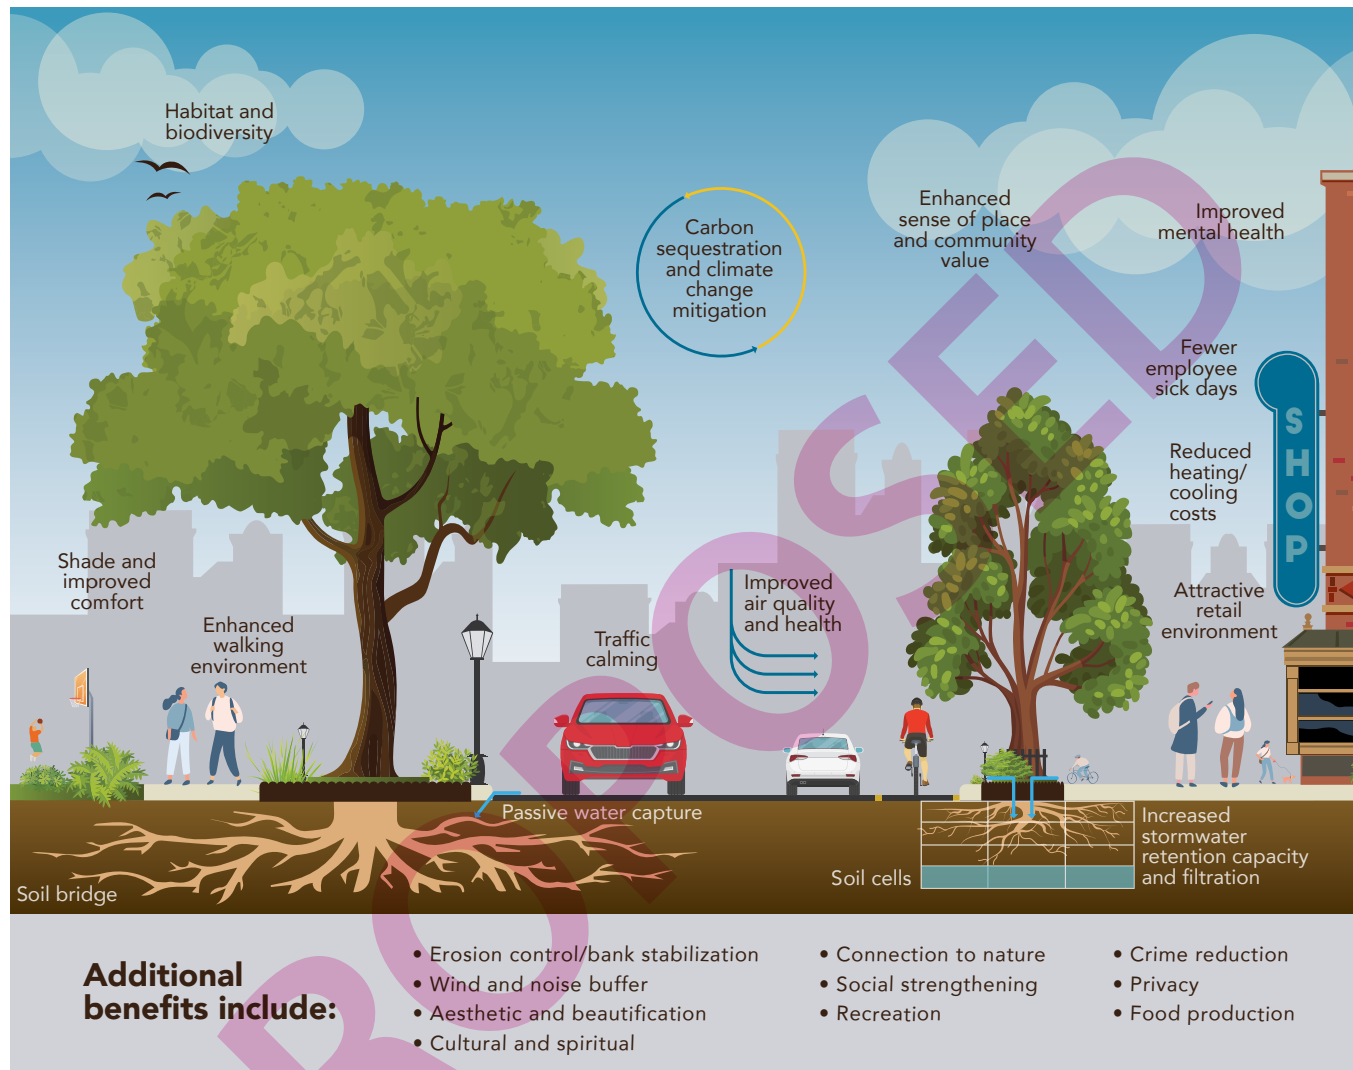 Habitat and
biodiversity
Carbon
sequestration
and climate
change
mitigation
Enhanced
sense of place
and community
value
Improved
mental health
Fewer
employee
sick days
Reduced
heating/
cooling
costs
SHOP
Attractive
retail
environment
Shade and
improved
comfort
Enhanced
walking
environment
Traffic
calming
Improved
air quality
and health
Passive water capture
Soil bridge
Soil cells
Increased
stormwater
retention capacity
and filtration
Additional
benefits include:
• Erosion control/bank stabilization
• Wind and noise buffer
• Aesthetic and beautification
• Cultural and spiritual
• Connection to nature
• Social strengthening
• Recreation
• Crime reduction
• Privacy
• Food production
ROPOSED